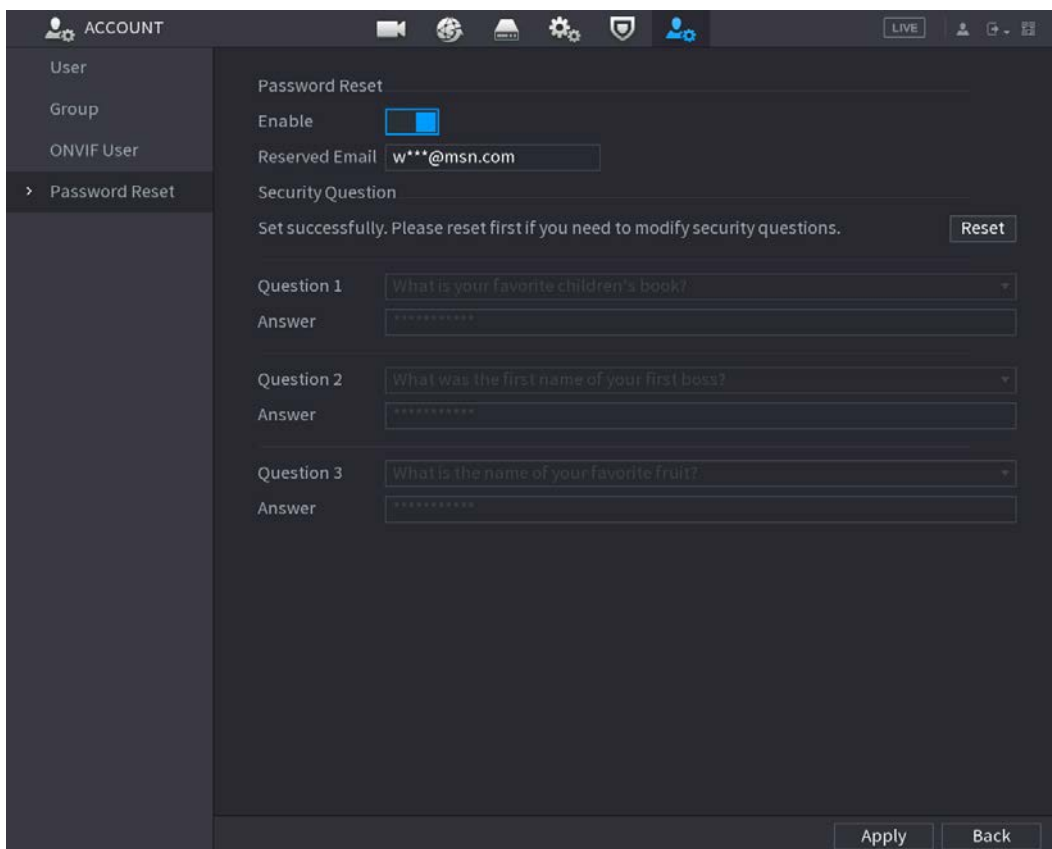 ACCOUNT
LIVE
User
Group
ONVIF User
Password Reset
Password Reset
Enable
Reserved Email w***@msn.com
Security Question
Set successfully. Please reset first if you need to modify security questions. Reset
Question 1 What is your favorite children's book?
Answer ***********
Question 2 What was the first name of your first boss?
Answer ***********
Question 3 What is the name of your favorite fruit?
Answer ***********
Apply Back